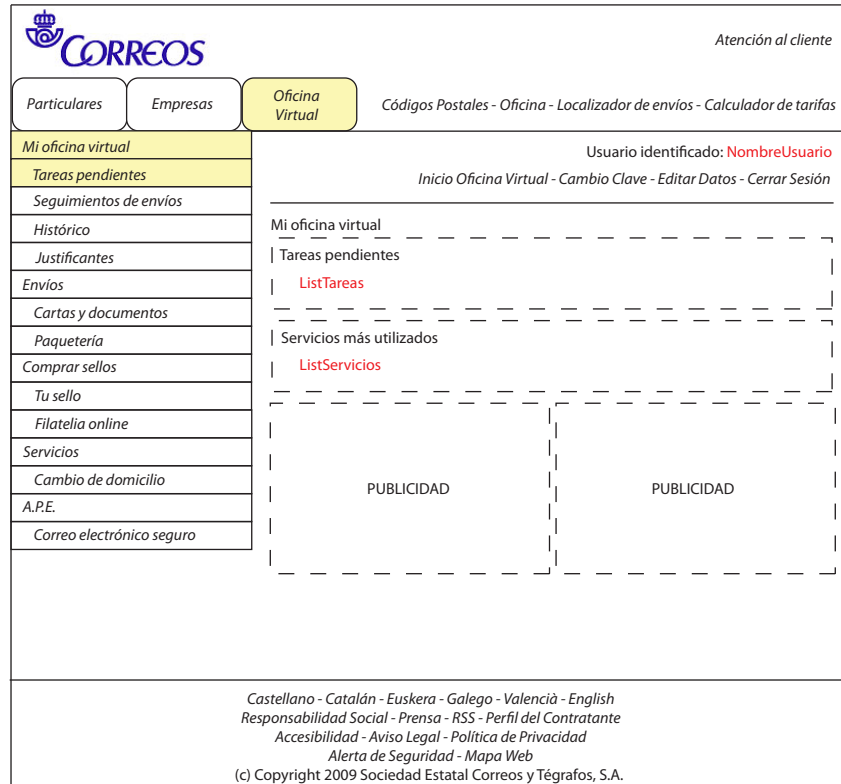 CORREOS
Atención al cliente
Particulares
Empresas
Oficina
Virtual
Códigos Postales - Oficina - Localizador de envíos - Calculador de tarifas
Mi oficina virtual
Tareas pendientes
Seguimientos de envíos
Histórico
Justificantes
Envíos
Cartas y documentos
Paquetería
Comprar sellos
Tu sello
Filatelia online
Servicios
Cambio de domicilio
A.P.E.
Correo electrónico seguro
Usuario identificado: NombreUsuario
Inicio Oficina Virtual - Cambio Clave - Editar Datos - Cerrar Sesión
Mi oficina virtual
Tareas pendientes
ListTareas
Servicios más utilizados
ListServicios
PUBLICIDAD
PUBLICIDAD
Castellano - Catalán - Euskera - Galego - Valencià - English
Responsabilidad Social - Prensa - RSS - Perfil del Contratante
Accesibilidad - Aviso Legal - Política de Privacidad
Alerta de Seguridad - Mapa Web
(c) Copyright 2009 Sociedad Estatal Correos y Tégrafos, S.A.